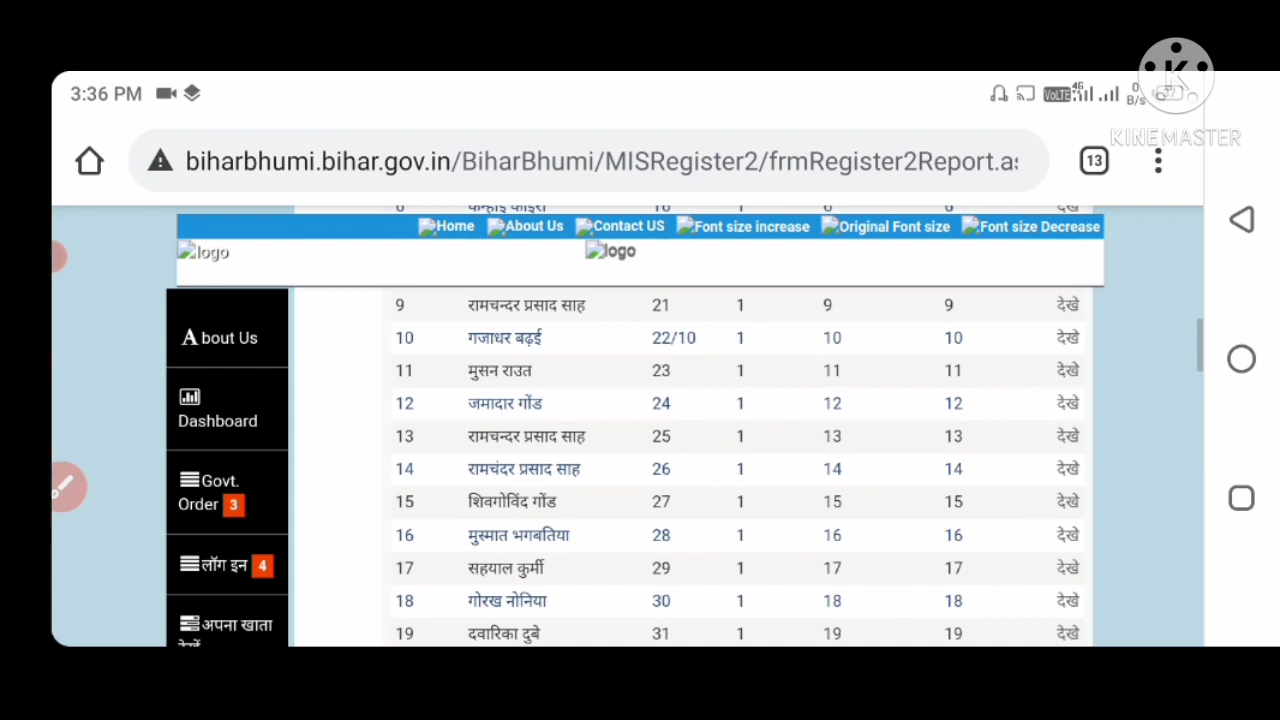 3:36 PM VoLTE 4G 0 B/s 37
KINEMASTER
biharbhumi.bihar.gov.in/BiharBhumi/MISRegister2/frmRegister2Report.as 13
Home About Us Contact US Font size increase Original Font size Font size Decrease
logo logo
9 रामचन्दर प्रसाद साह 21 1 9 9 देखे
10 गजाधर बढ़ई 22/10 1 10 10 देखे
11 मुसन राउत 23 1 11 11 देखे
12 जमादार गोंड 24 1 12 12 देखे
13 रामचन्दर प्रसाद साह 25 1 13 13 देखे
14 रामचंदर प्रसाद साह 26 1 14 14 देखे
15 शिवगोविंद गोंड 27 1 15 15 देखे
16 मुस्मात भगबतिया 28 1 16 16 देखे
17 सहयाल कुर्मी 29 1 17 17 देखे
18 गोरख नोनिया 30 1 18 18 देखे
19 दवारिका दुबे 31 1 19 19 देखे
About Us
Dashboard
Govt.
Order 3
लॉग इन 4
अपना खाता